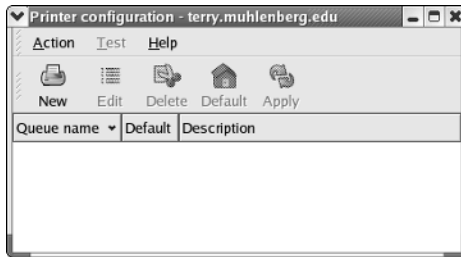 Printer configuration - terry.muhlenberg.edu
Action Test Help
New Edit Delete Default Apply
Queue name Default Description